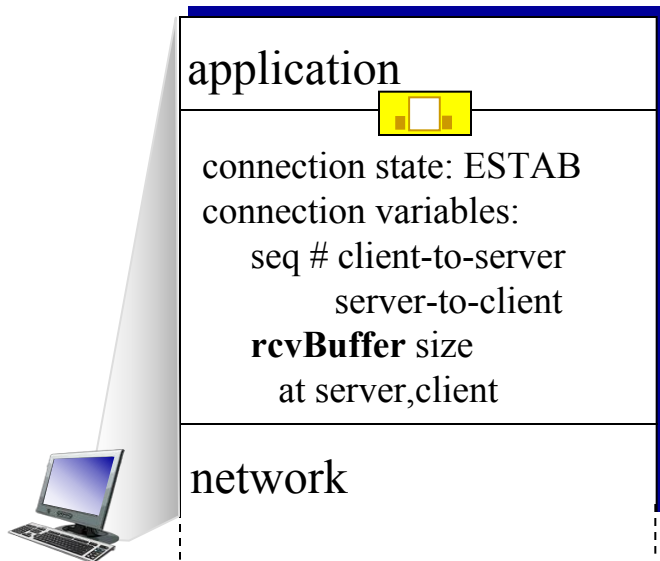 application
connection state: ESTAB
connection variables:
seq # client-to-server
server-to-client
rcvBuffer size
at server,client
network